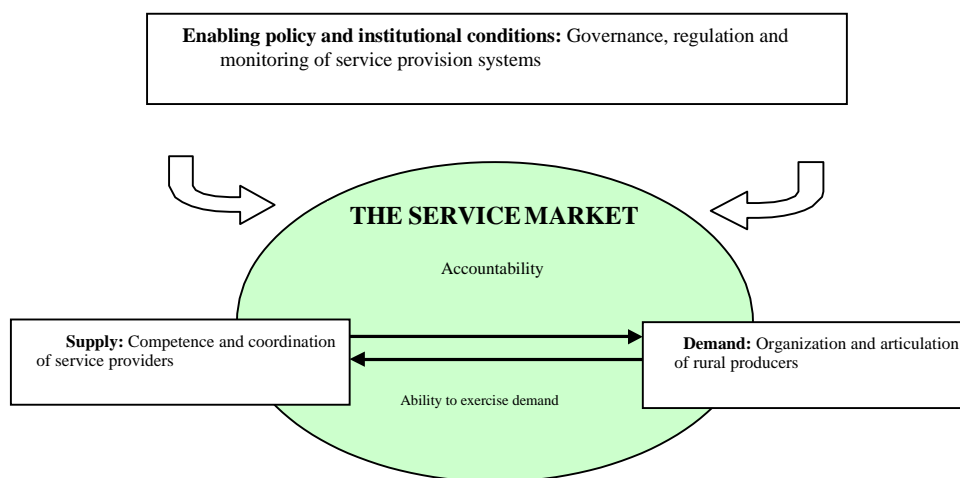 Enabling policy and institutional conditions: Governance, regulation and
monitoring of service provision systems
THE SERVICE MARKET
Accountability
Supply: Competence and coordination
of service providers
Demand: Organization and articulation
of rural producers
Ability to exercise demand